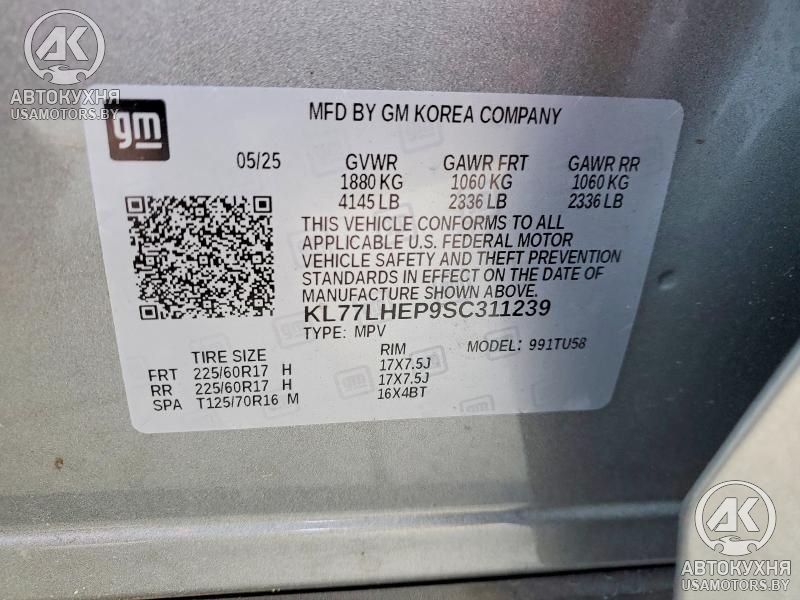 AK
АВТОКУХНЯ
USAMOTORS.BY
gm
MFD BY GM KOREA COMPANY
05/25 GVWR GAWR FRT GAWR RR
1880 KG 1060 KG 1060 KG
4145 LB 2336 LB 2336 LB
THIS VEHICLE CONFORMS TO ALL
APPLICABLE U.S. FEDERAL MOTOR
VEHICLE SAFETY AND THEFT PREVENTION
STANDARDS IN EFFECT ON THE DATE OF
MANUFACTURE SHOWN ABOVE.
KL77LHEP9SC311239
TYPE: MPV MODEL: 991TU58
TIRE SIZE RIM
FRT 225/60R17 H 17X7.5J
RR 225/60R17 H 17X7.5J
SPA T125/70R16 M 16X4BT
AK
АВТОКУХНЯ
USAMOTORS.BY